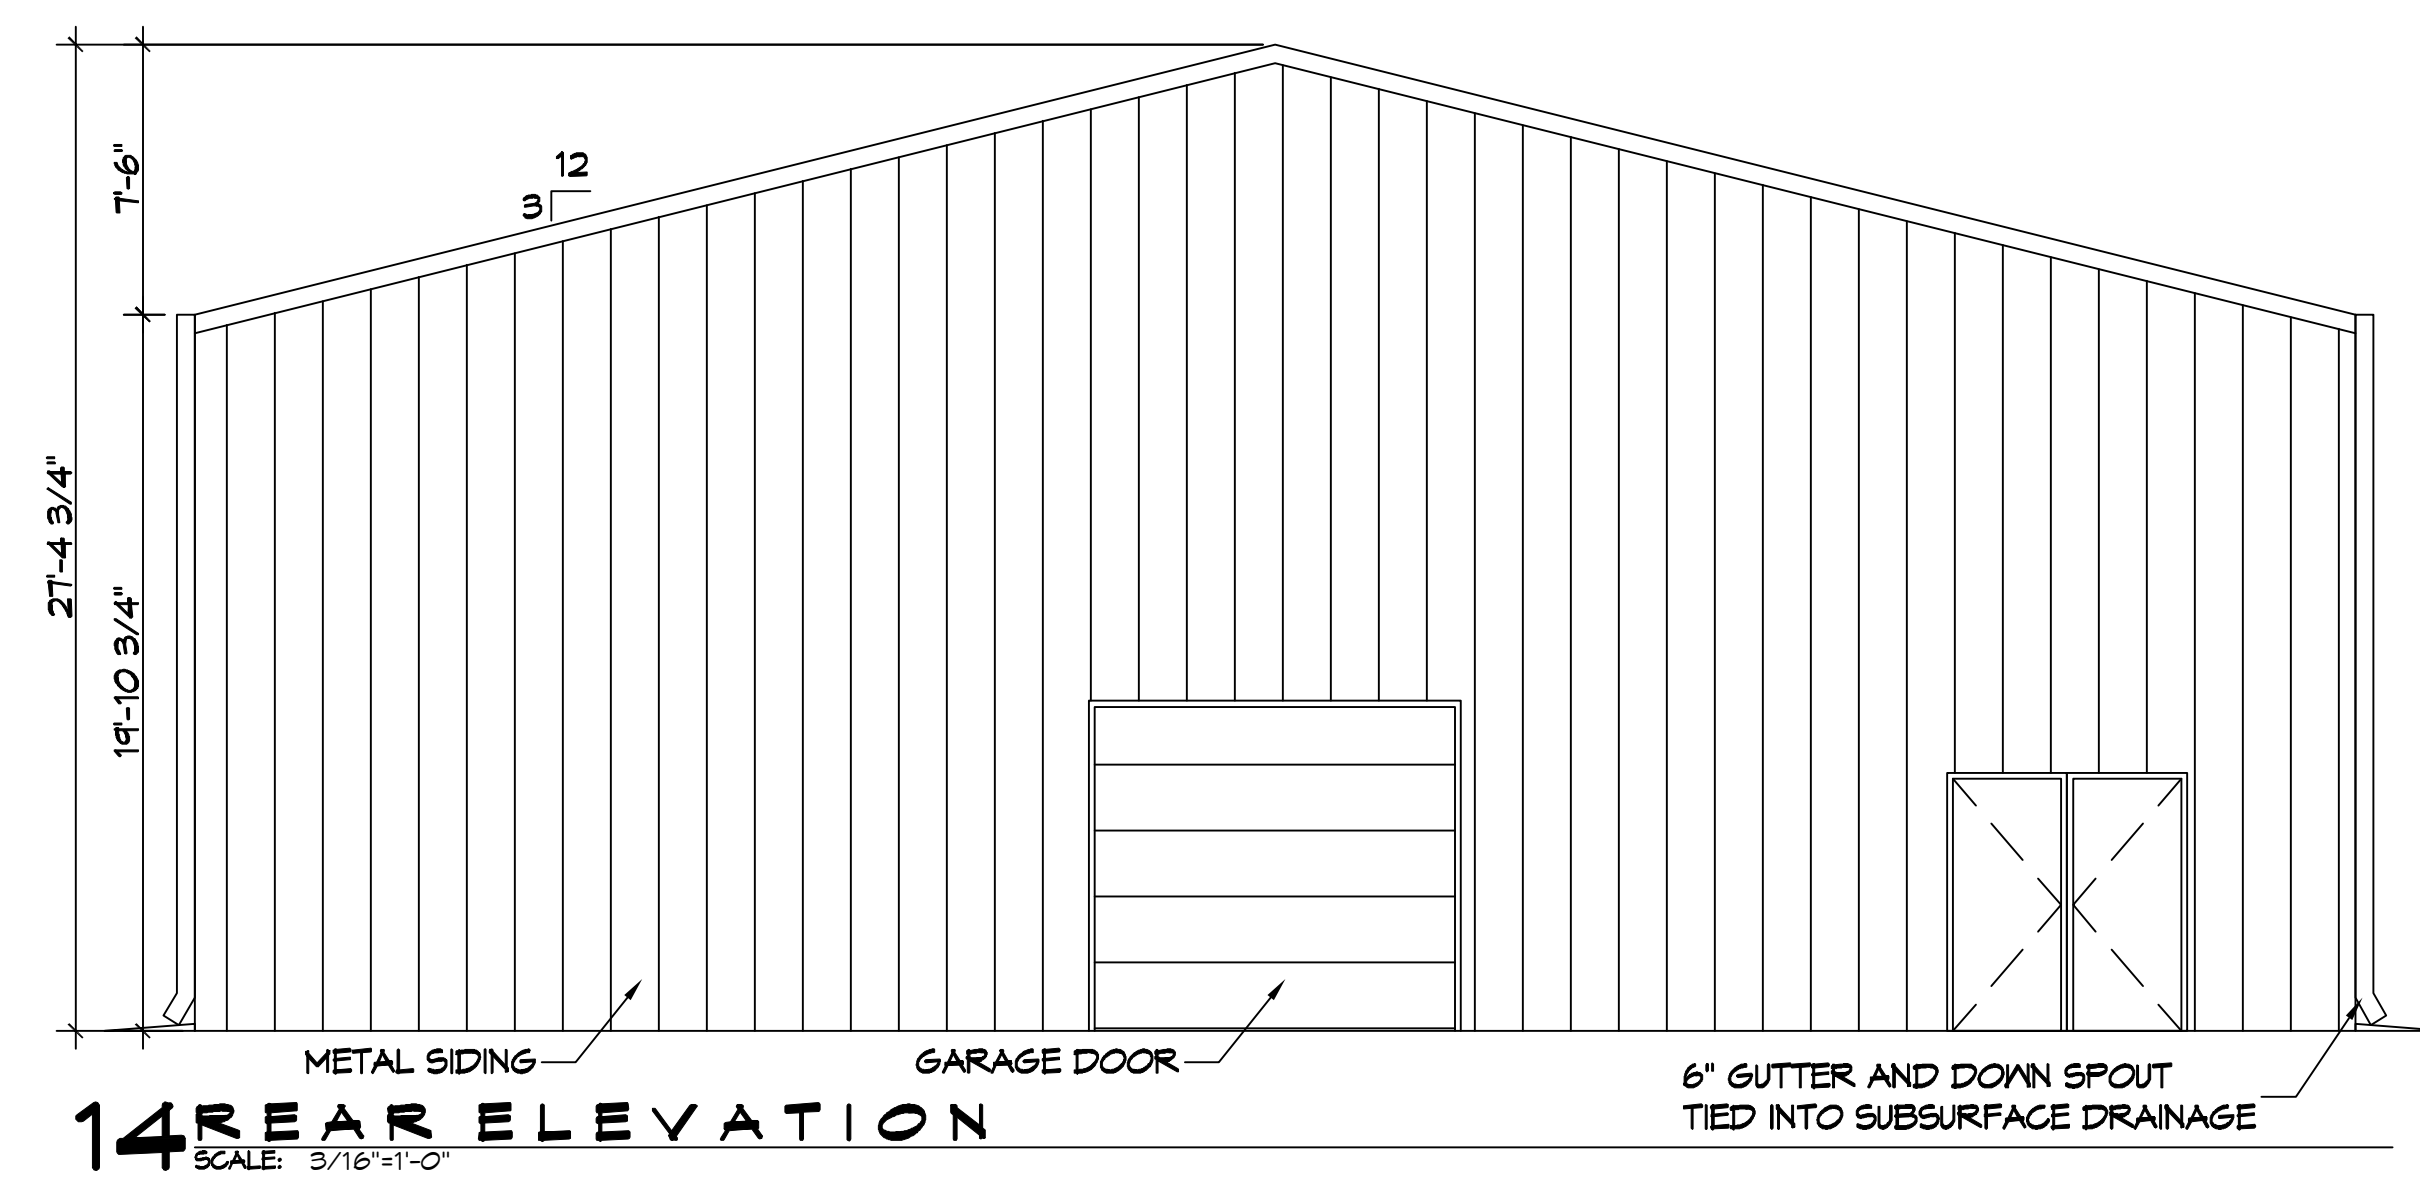 12
3
7'-6"
27'-4 3/4"
19'-10 3/4"
METAL SIDING
GARAGE DOOR
6" GUTTER AND DOWN SPOUT
TIED INTO SUBSURFACE DRAINAGE
14 REAR ELEVATION
SCALE: 3/16"=1'-0"